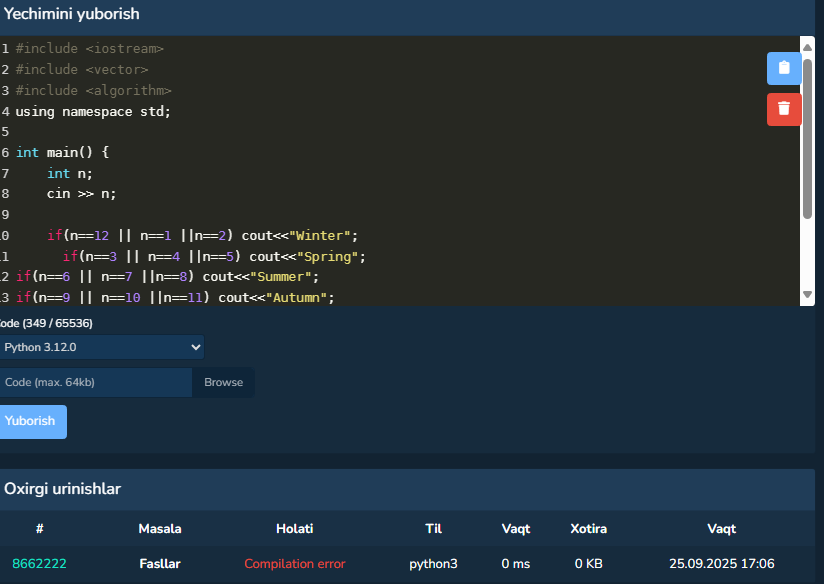 Yechimini yuborish
1 #include <iostream>
2 #include <vector>
3 #include <algorithm>
4 using namespace std;
5
6 int main() {
7     int n;
8     cin >> n;
9
0     if(n==12 || n==1 ||n==2) cout<<"Winter";
1       if(n==3 || n==4 ||n==5) cout<<"Spring";
2 if(n==6 || n==7 ||n==8) cout<<"Summer";
13 if(n==9 || n==10 ||n==11) cout<<"Autumn";
ode (349 / 65536)
Python 3.12.0
Code (max. 64kb) Browse
Yuborish
Oxirgi urinishlar
# Masala Holati Til Vaqt Xotira Vaqt
8662222 Fasllar Compilation error python3 0 ms 0 KB 25.09.2025 17:06